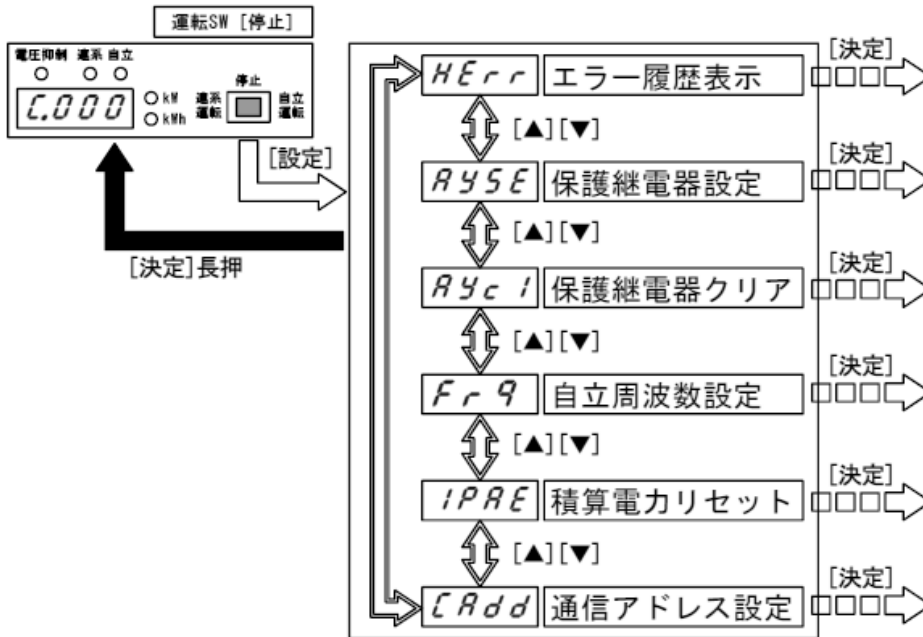 運転SW [停止]
電圧抑制 連系 自立
C.000
kW
kWh
連系
運転
停止
自立
運転
[設定]
[決定]長押
HErr エラー履歴表示 [決定]
[▲][▼]
AYSE 保護継電器設定 [決定]
[▲][▼]
AYc1 保護継電器クリア [決定]
[▲][▼]
Frq 自立周波数設定 [決定]
[▲][▼]
IPAE 積算電力リセット [決定]
[▲][▼]
CAdd 通信アドレス設定 [決定]